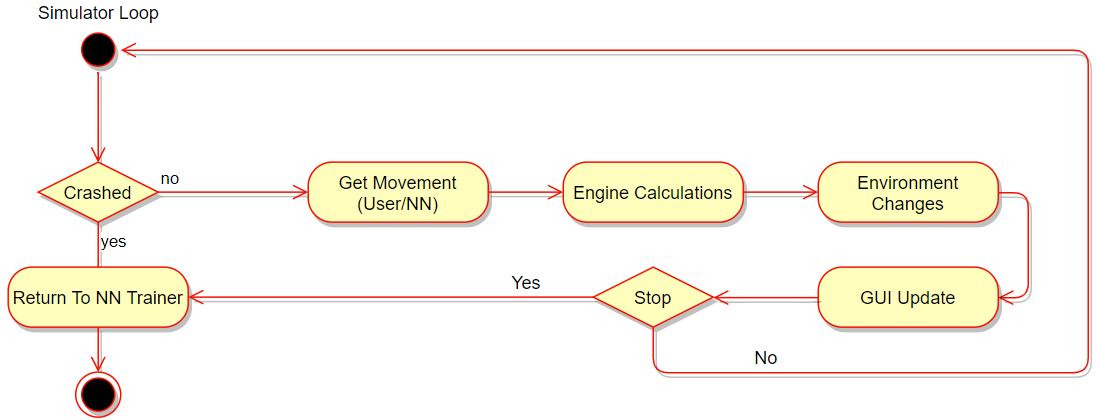 Simulator Loop
Crashed
no
Get Movement
(User/NN)
Engine Calculations
Environment
Changes
yes
Return To NN Trainer
Yes
Stop
GUI Update
No